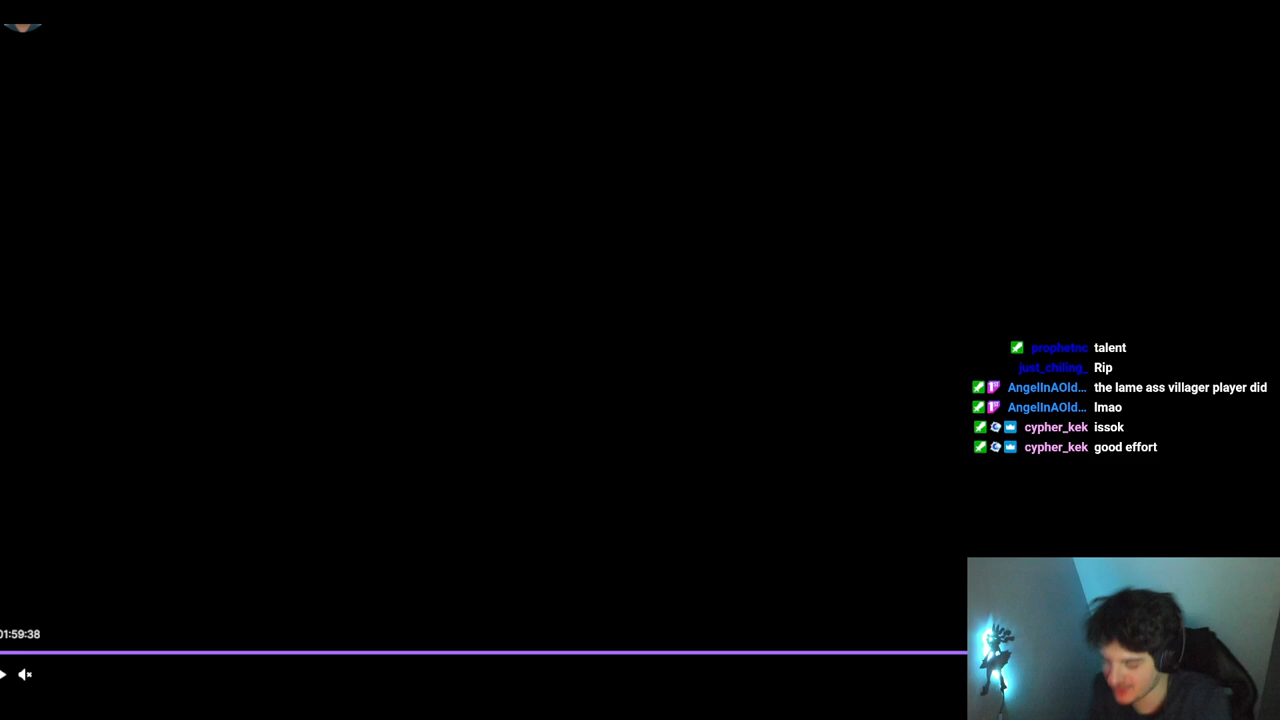 prophetnc talent
just_chiling_ Rip
AngelInAOld... the lame ass villager player did
AngelInAOld... lmao
cypher_kek issok
cypher_kek good effort
01:59:38